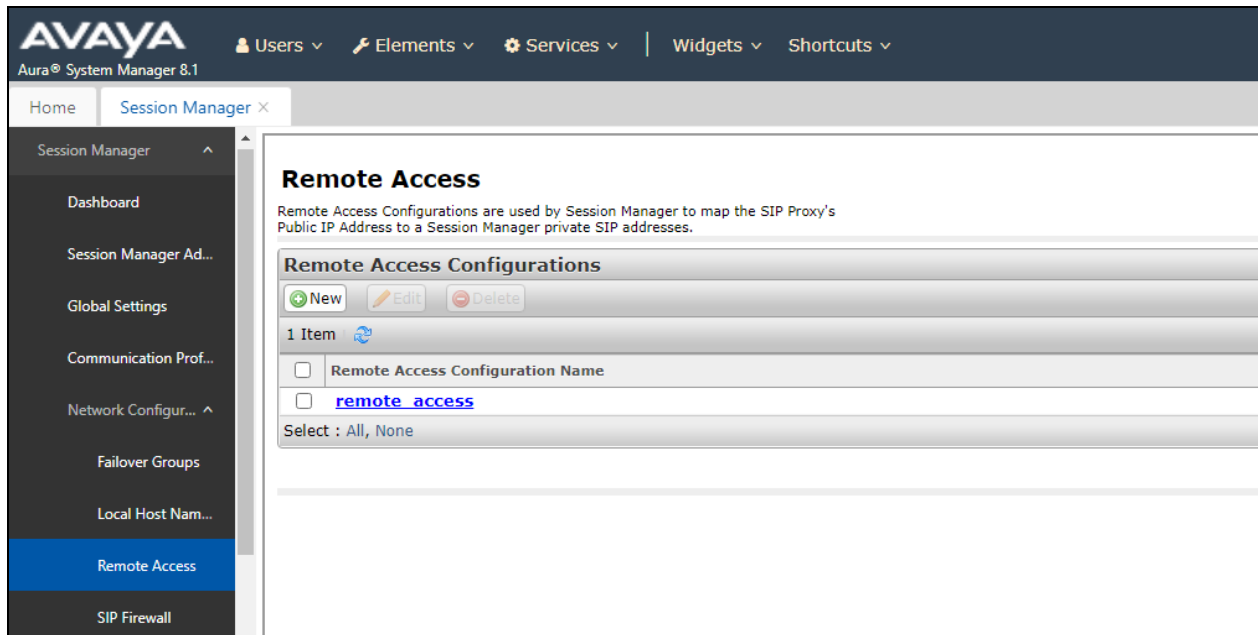 AVAYA
Aura® System Manager 8.1
Users
Elements
Services
Widgets
Shortcuts
Home
Session Manager ×
Session Manager
Dashboard
Session Manager Ad...
Global Settings
Communication Prof...
Network Configur...
Failover Groups
Local Host Nam...
Remote Access
SIP Firewall
Remote Access
Remote Access Configurations are used by Session Manager to map the SIP Proxy's
Public IP Address to a Session Manager private SIP addresses.
Remote Access Configurations
New
Edit
Delete
1 Item
Remote Access Configuration Name
remote_access
Select : All, None